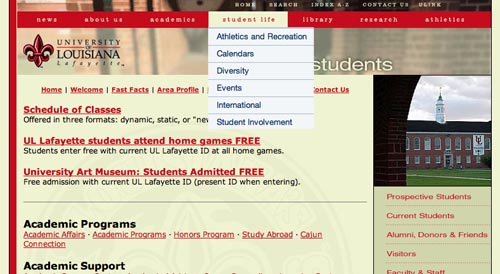 HOME SEARCH INDEX A-Z CONTACT US ULINK
news about us academics student life library research athletics
UNIVERSITY
OF
LOUISIANA
Lafayette
Athletics and Recreation
Calendars
Diversity
Events
International
Student Involvement
students
Home | Welcome | Fast Facts | Area Profile | Contact Us
Schedule of Classes
Offered in three formats: dynamic, static, or
UL Lafayette students attend home games FREE
Students enter free with current UL Lafayette ID at all home games.
University Art Museum: Students Admitted FREE
Free admission with current UL Lafayette ID (present ID when entering).
Academic Programs
Academic Affairs · Academic Programs · Honors Program · Study Abroad · Cajun
Connection
Academic Support
Prospective Students
Current Students
Alumni, Donors & Friends
Visitors
Faculty & Staff